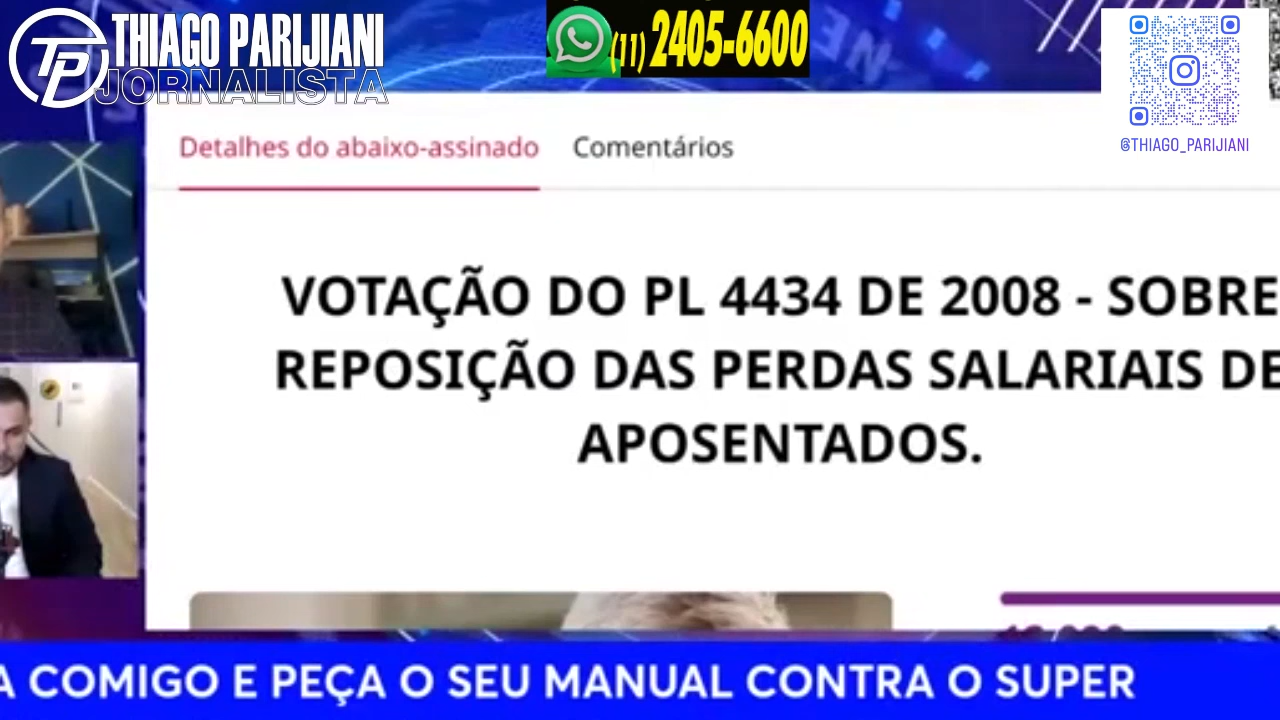 THIAGO PARIJIANI
JORNALISTA
(11) 2405-6600
@THIAGO_PARIJIANI
Detalhes do abaixo-assinado Comentários
VOTAÇÃO DO PL 4434 DE 2008 - SOBRE
REPOSIÇÃO DAS PERDAS SALARIAIS DE
APOSENTADOS.
A COMIGO E PEÇA O SEU MANUAL CONTRA O SUPER